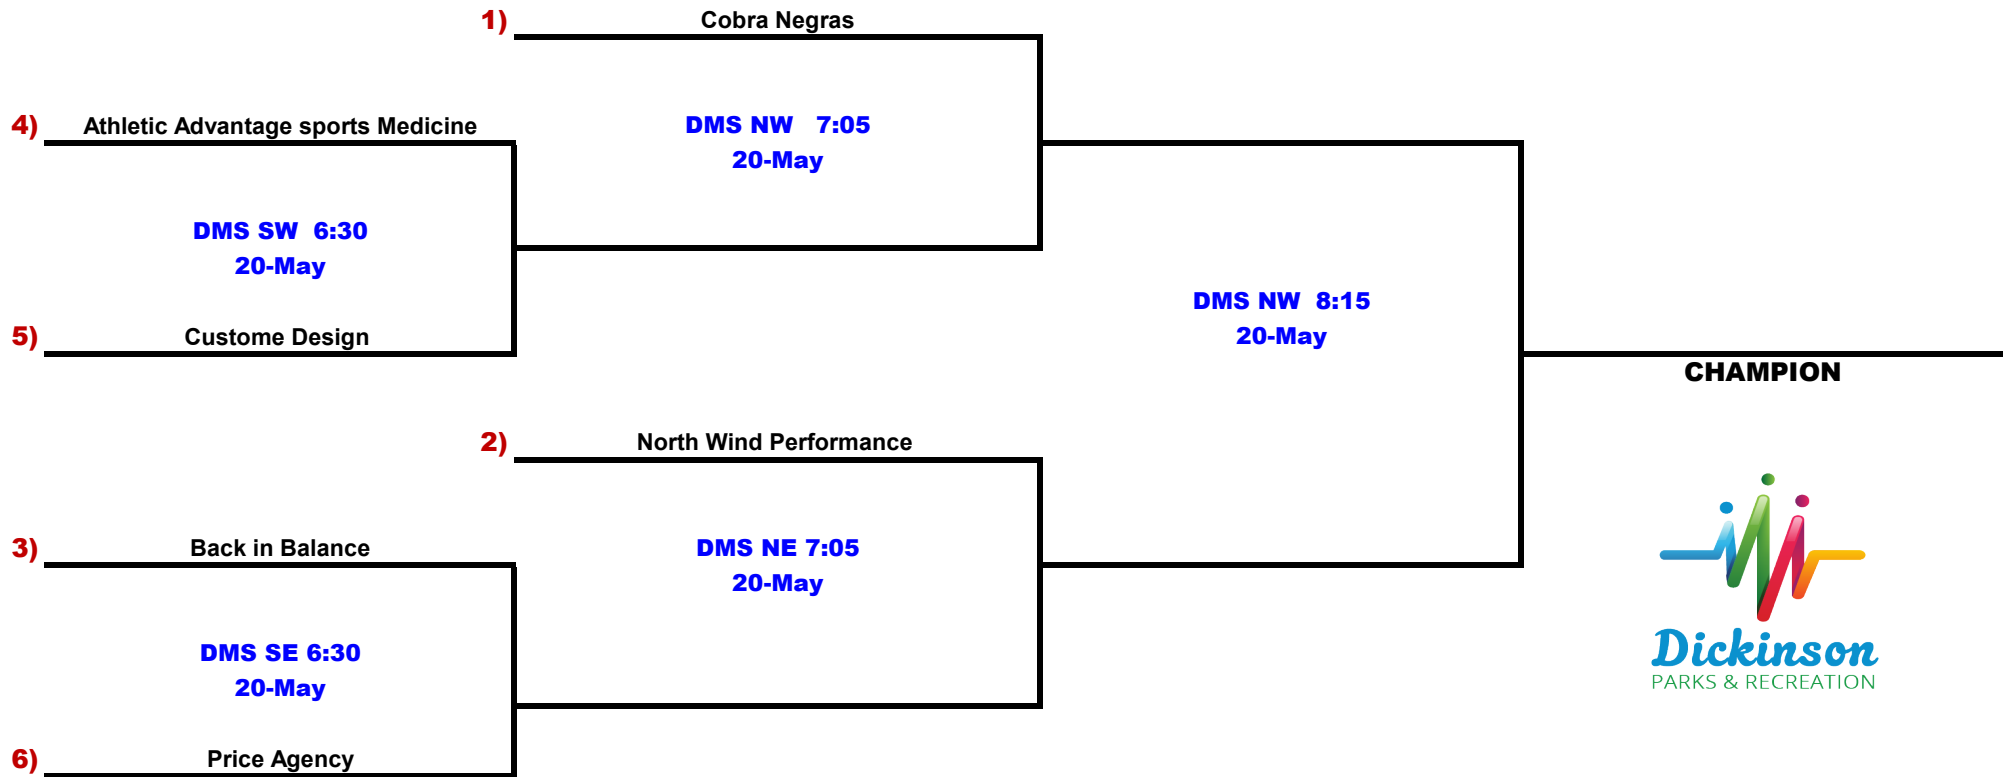 1) Cobra Negras
4) Athletic Advantage sports Medicine
DMS NW 7:05
20-May
DMS SW 6:30
20-May
DMS NW 8:15
20-May
5) Custome Design
CHAMPION
2) North Wind Performance
3) Back in Balance
DMS NE 7:05
20-May
DMS SE 6:30
20-May
Dickinson
PARKS & RECREATION
6) Price Agency